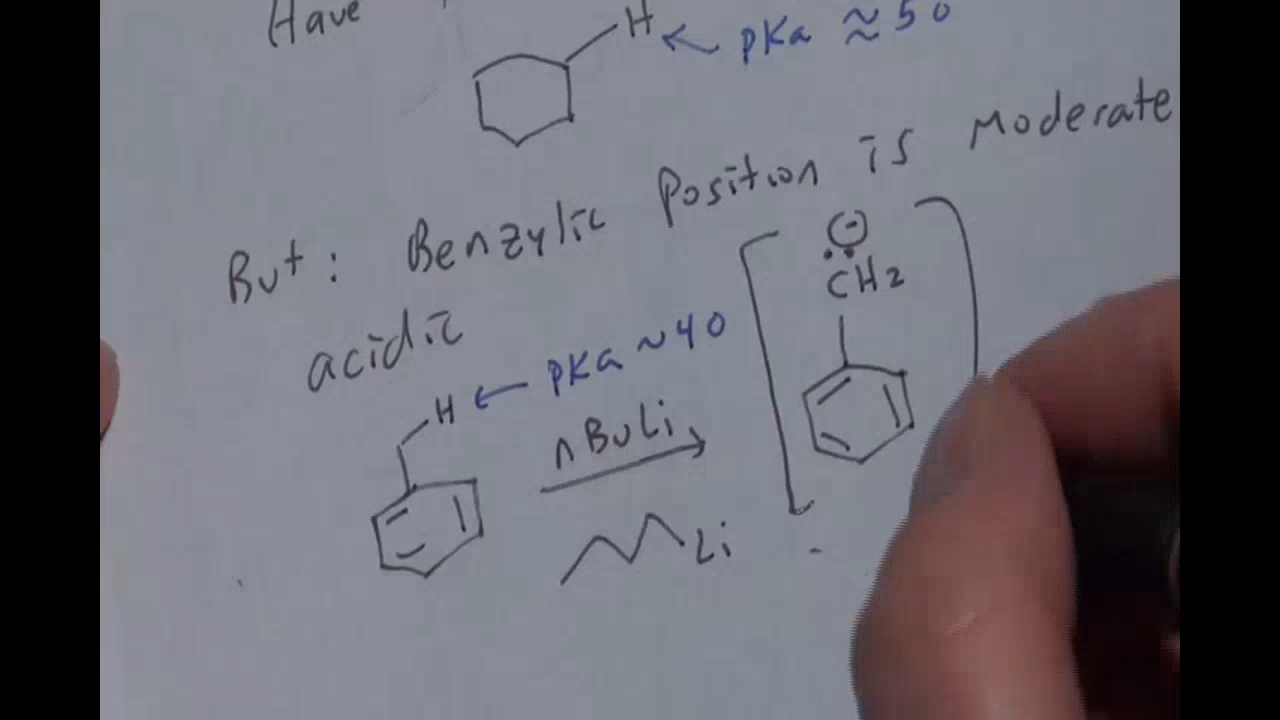 Have
H ← pKa ≈ 50
But: Benzylic Position is moderate
acidic
H ← pKa ~40
nBuLi
Li
⊖
CH2